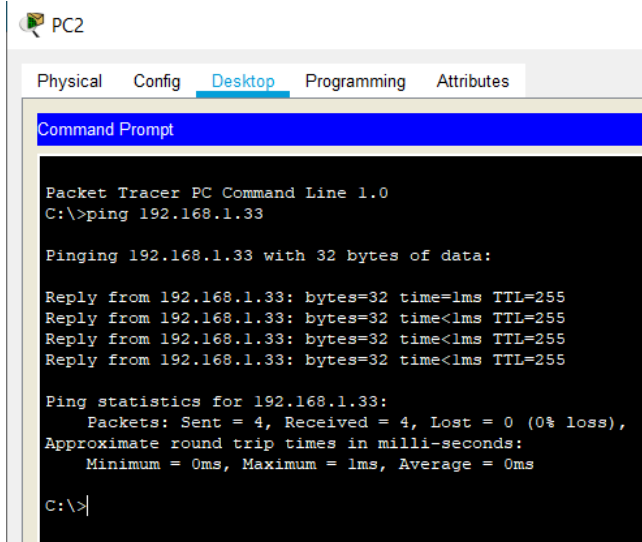 PC2
Physical Config Desktop Programming Attributes
Command Prompt
Packet Tracer PC Command Line 1.0
C:\>ping 192.168.1.33
Pinging 192.168.1.33 with 32 bytes of data:
Reply from 192.168.1.33: bytes=32 time=1ms TTL=255
Reply from 192.168.1.33: bytes=32 time<1ms TTL=255
Reply from 192.168.1.33: bytes=32 time<1ms TTL=255
Reply from 192.168.1.33: bytes=32 time<1ms TTL=255
Ping statistics for 192.168.1.33:
    Packets: Sent = 4, Received = 4, Lost = 0 (0% loss),
Approximate round trip times in milli-seconds:
    Minimum = 0ms, Maximum = 1ms, Average = 0ms
C:\>